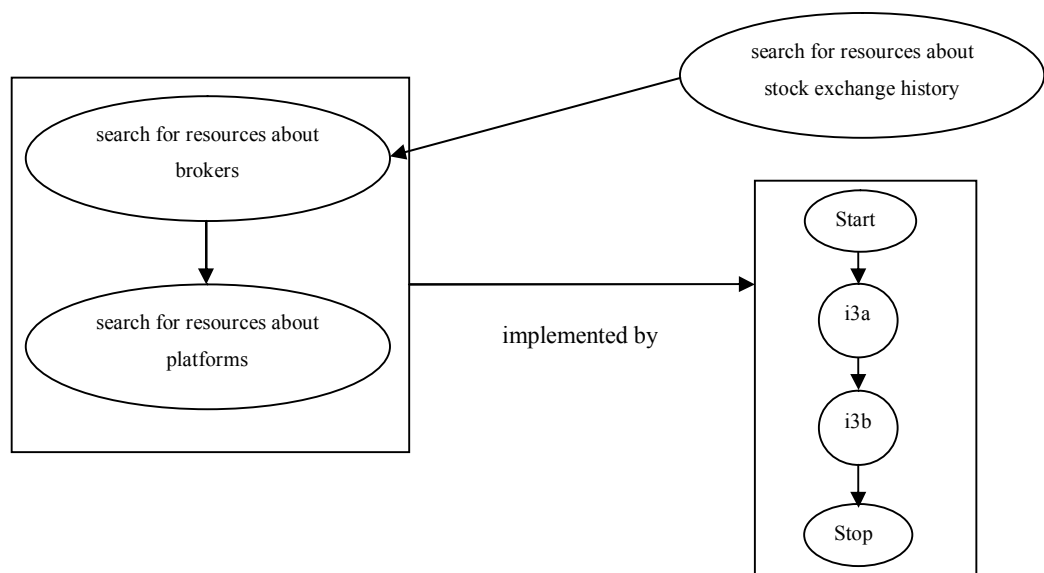 search for resources about
stock exchange history
search for resources about
brokers
search for resources about
platforms
implemented by
Start
i3a
i3b
Stop